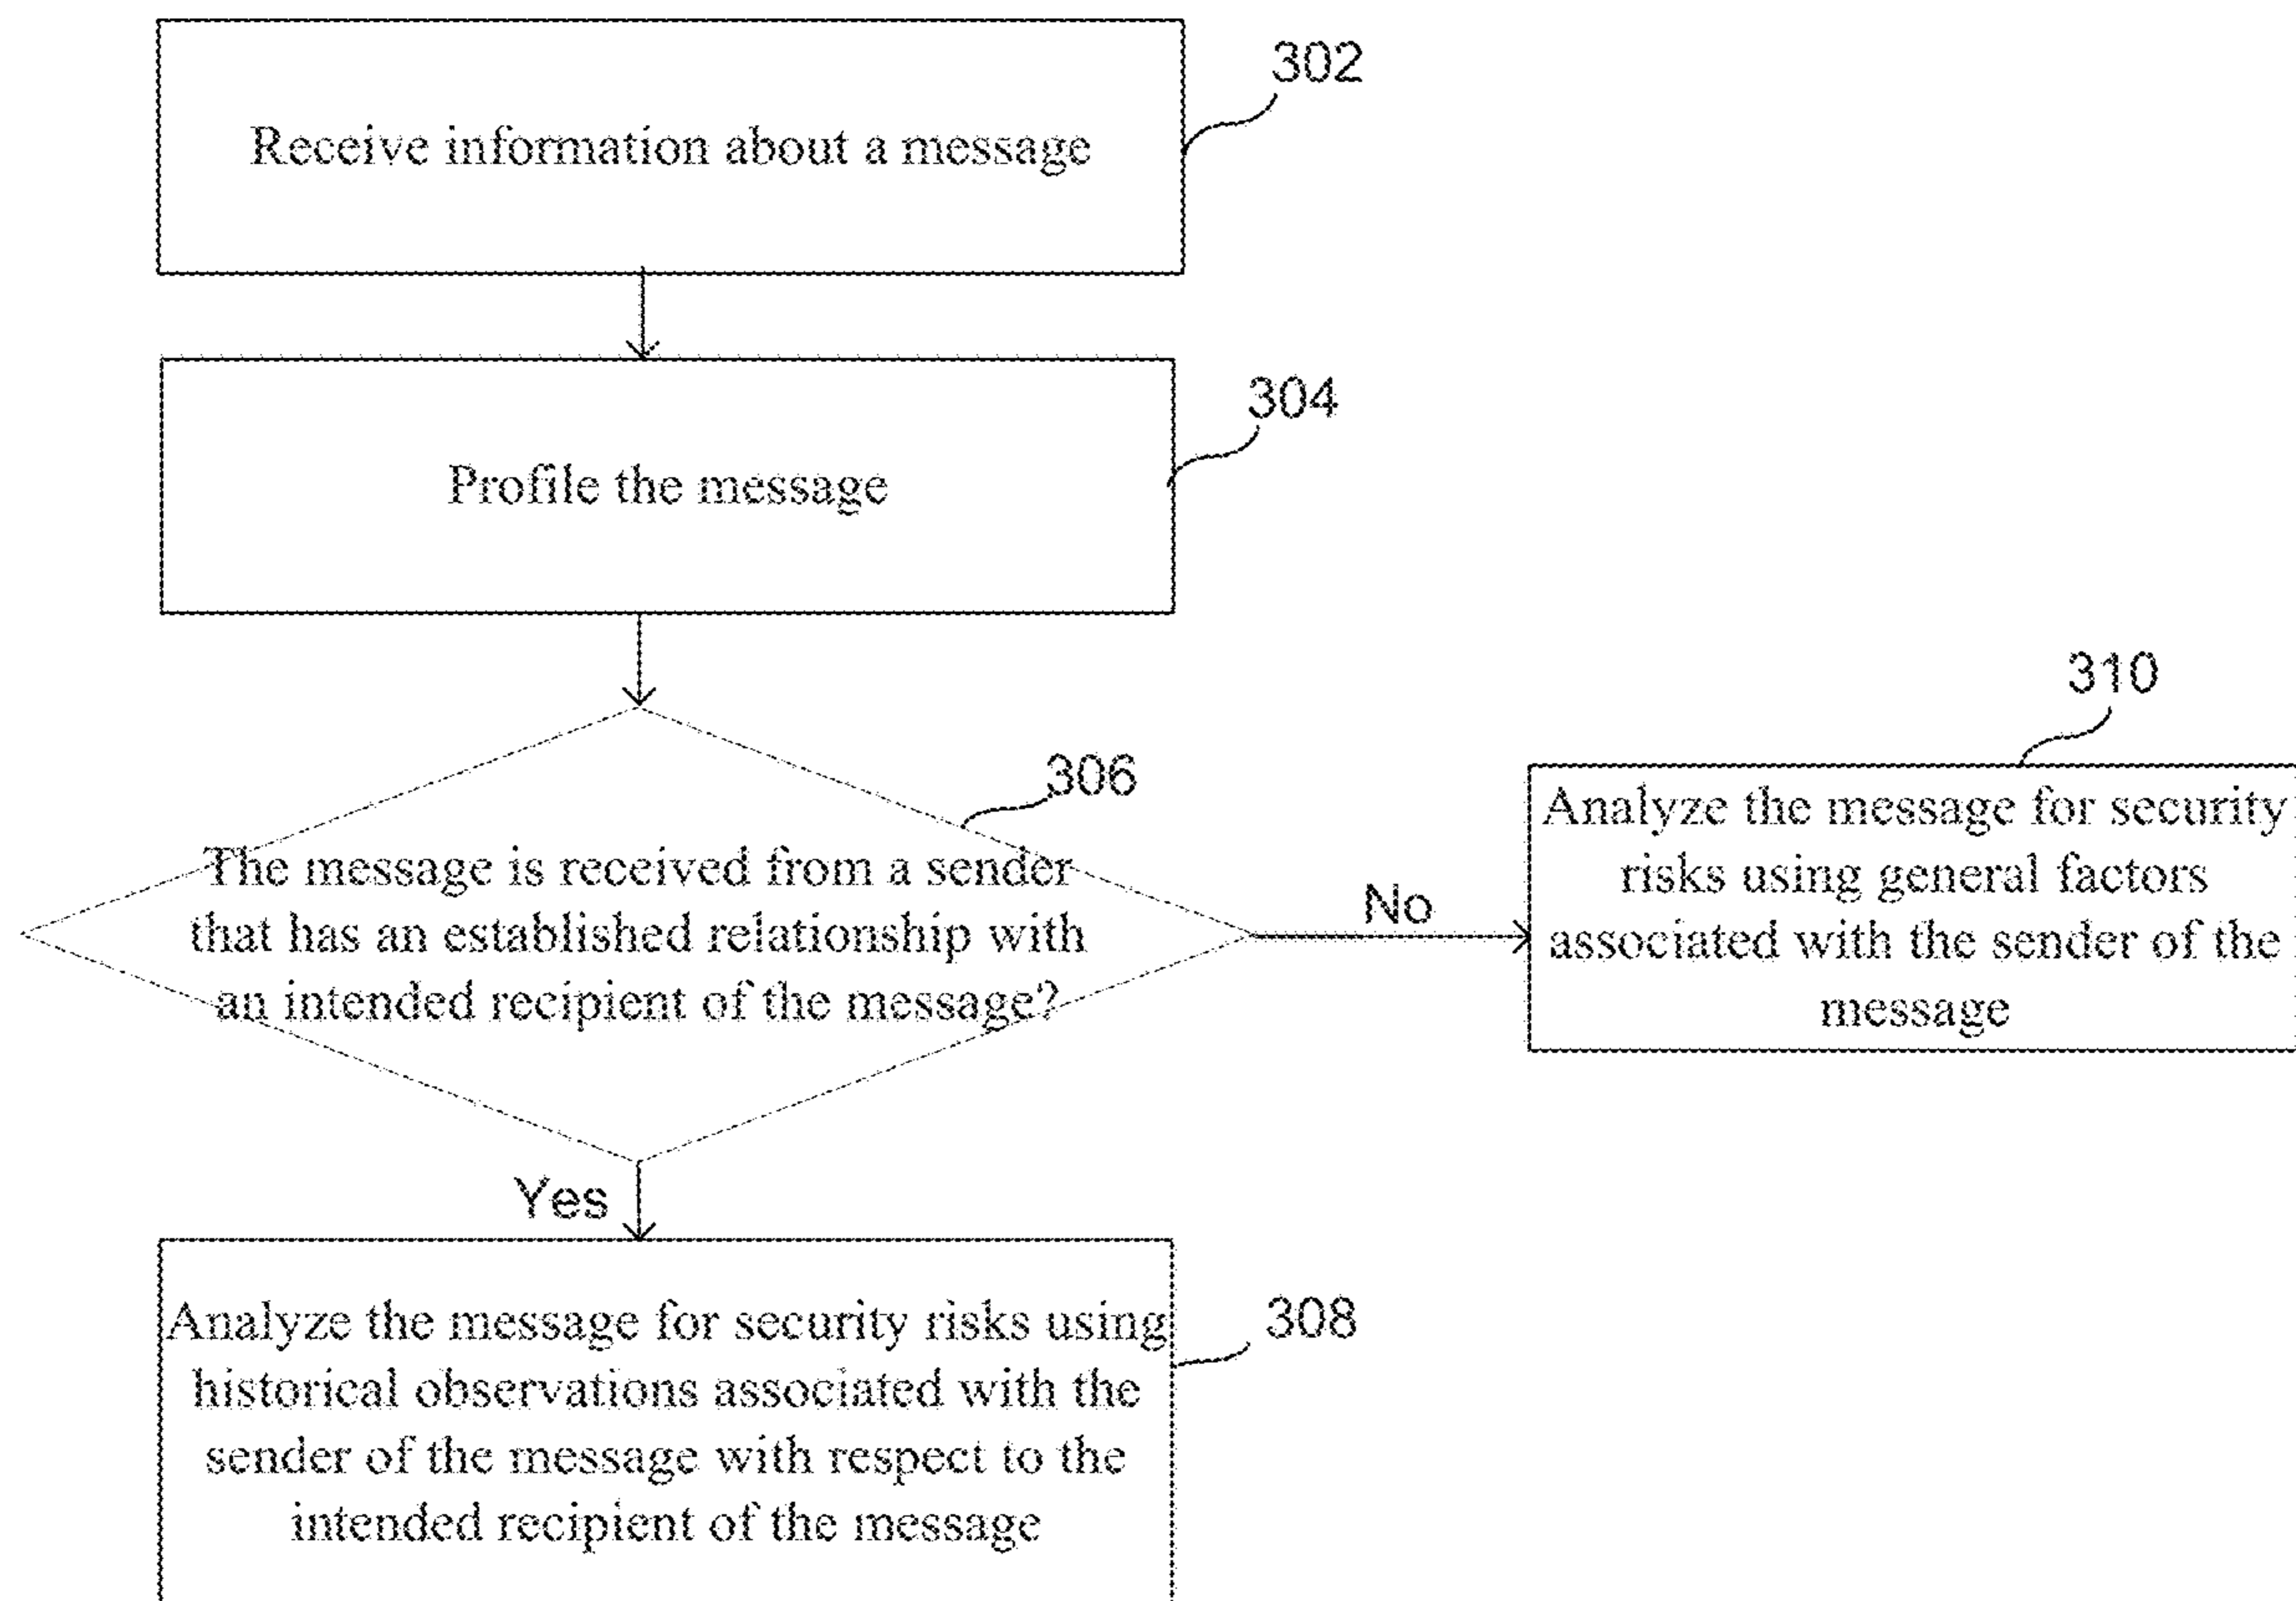 302
Receive information about a message
304
Profile the message
306
The message is received from a sender
that has an established relationship with
an intended recipient of the message?
No
310
Analyze the message for security
risks using general factors
associated with the sender of the
message
Yes
308
Analyze the message for security risks using
historical observations associated with the
sender of the message with respect to the
intended recipient of the message